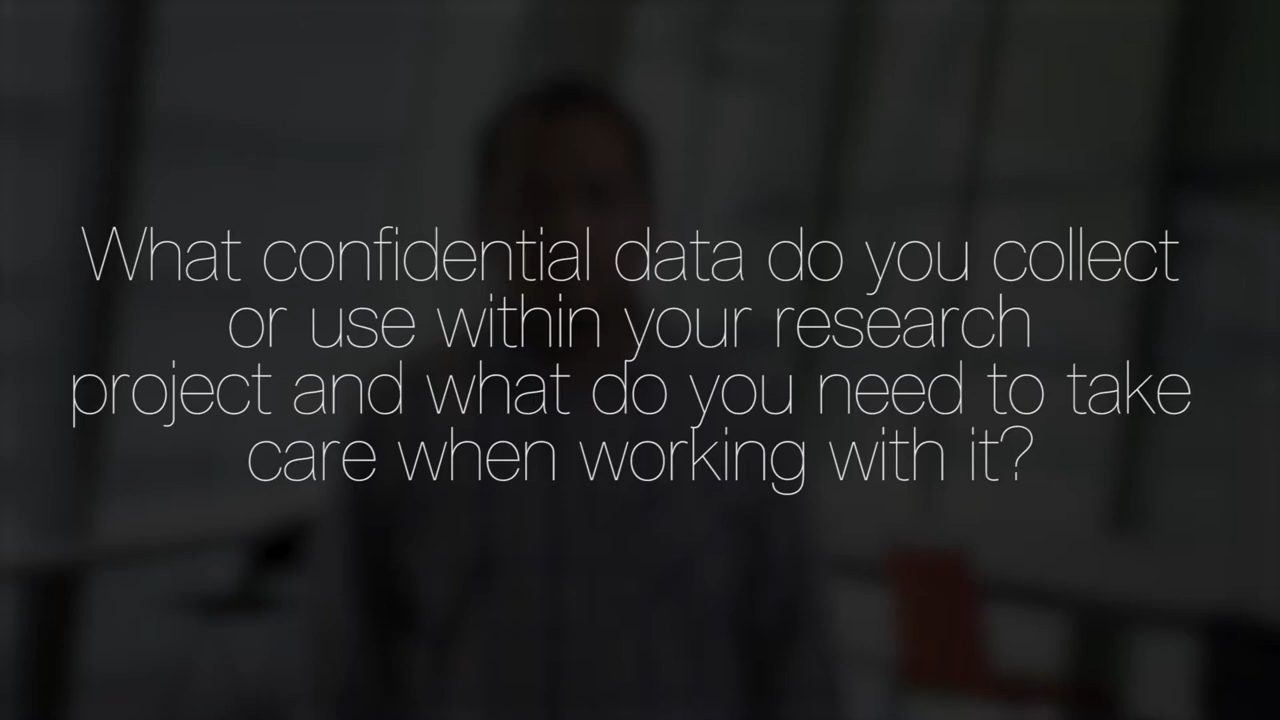 What confidential data do you collect
or use within your research
project and what do you need to take
care when working with it?